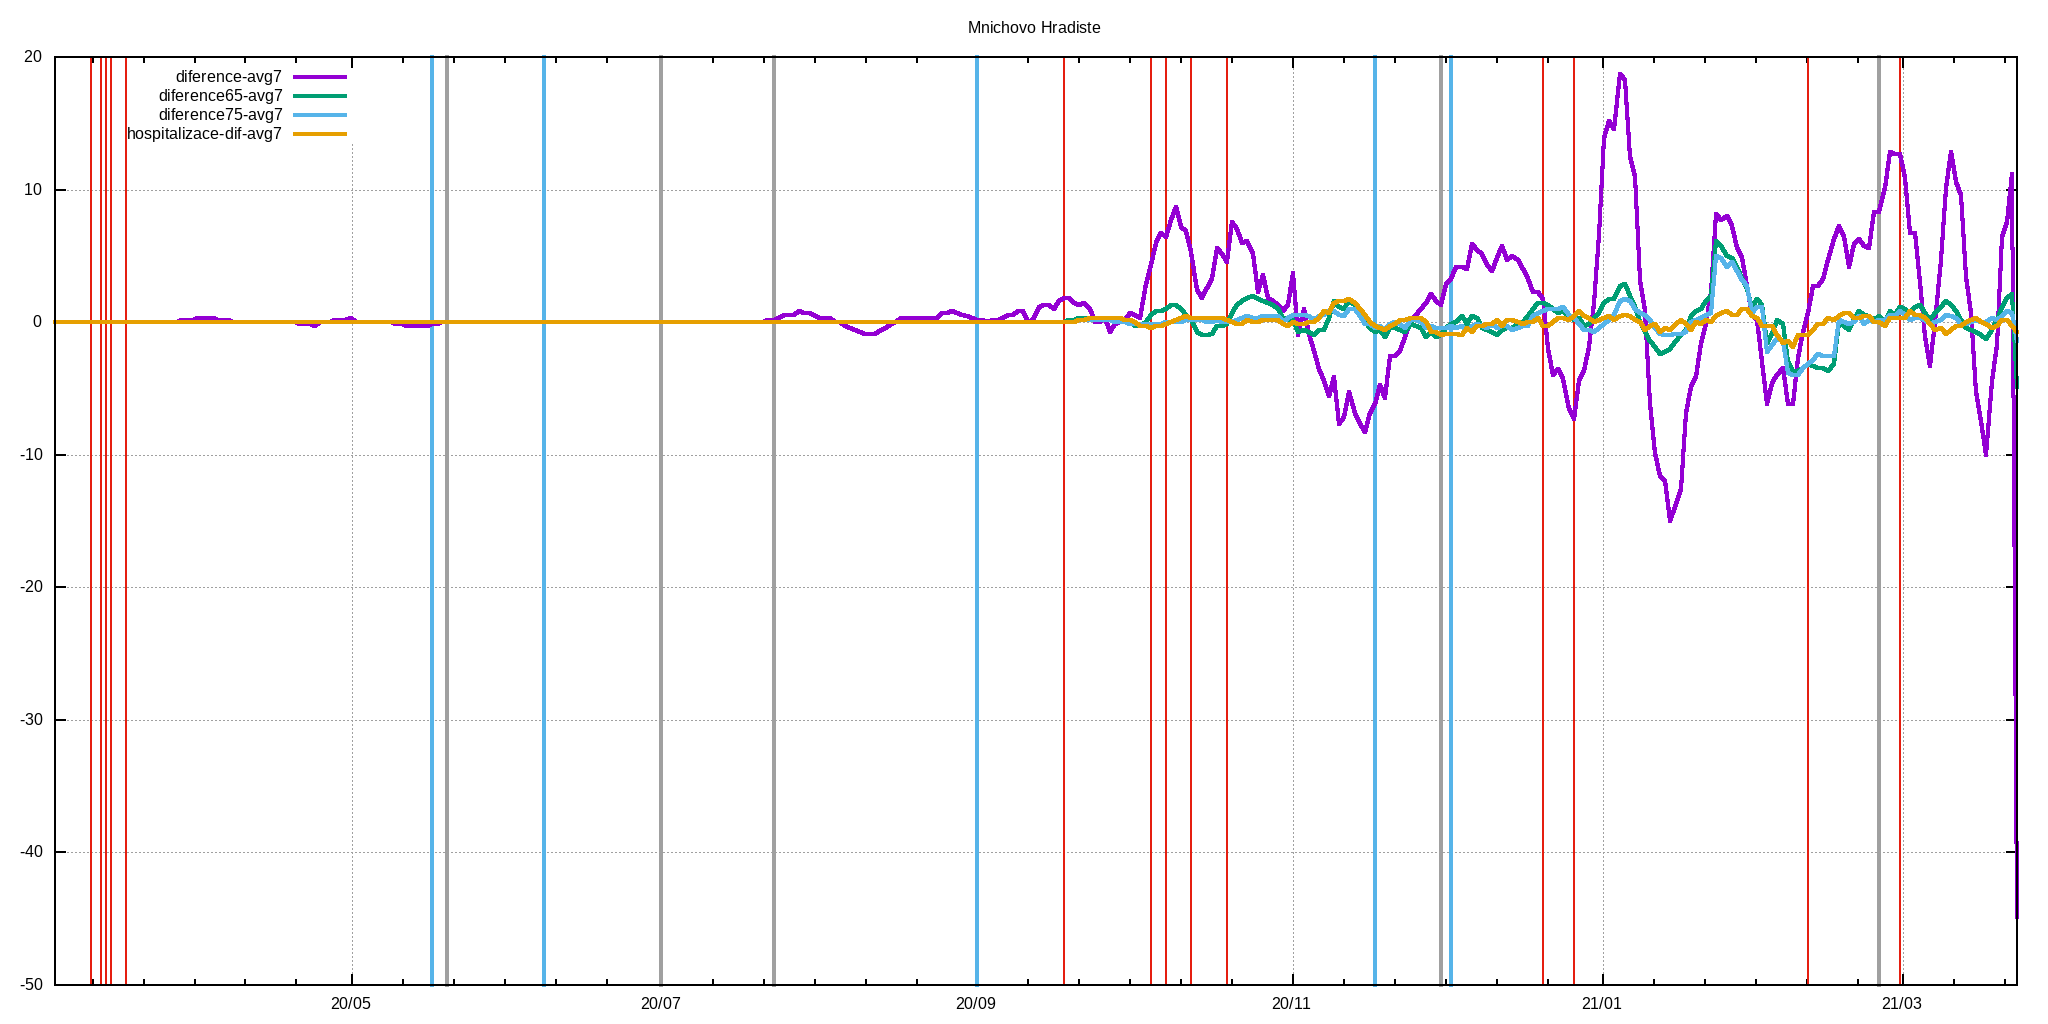 Mnichovo Hradiste
20
diference-avg7
diference65-avg7
diference75-avg7
hospitalizace-dif-avg7
10
0
-10
-20
-30
-40
-50
20/05 20/07 20/09 20/11 21/01 21/03